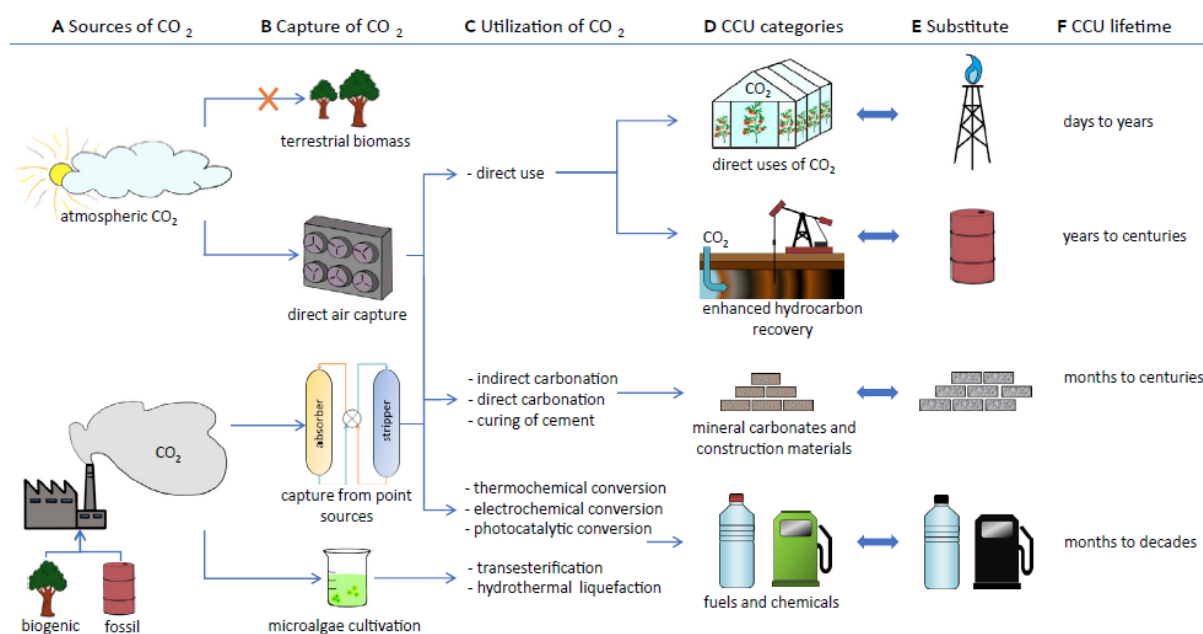 A Sources of CO 2
B Capture of CO 2
C Utilization of CO 2
D CCU categories
E Substitute
F CCU lifetime
terrestrial biomass
atmospheric CO2
direct air capture
CO2
absorber
stripper
capture from point
sources
biogenic
fossil
microalgae cultivation
- direct use
- indirect carbonation
- direct carbonation
- curing of cement
- thermochemical conversion
- electrochemical conversion
- photocatalytic conversion
- transesterification
- hydrothermal liquefaction
CO2
direct uses of CO2
CO2
enhanced hydrocarbon
recovery
mineral carbonates and
construction materials
fuels and chemicals
days to years
years to centuries
months to centuries
months to decades